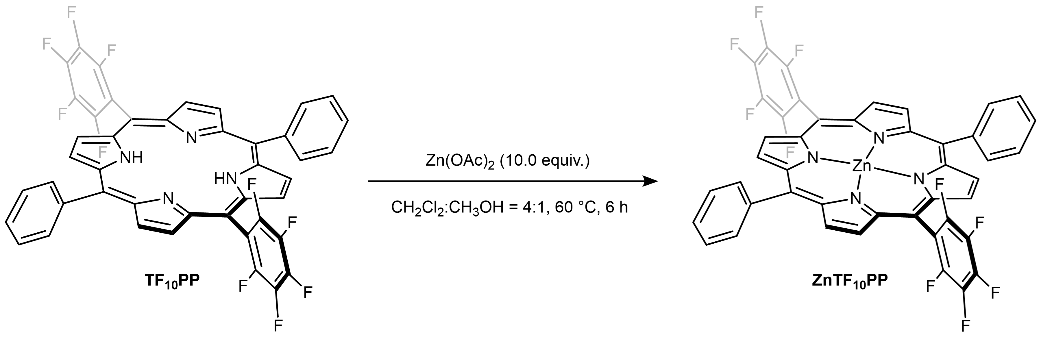 F
F
F
F
F
N
NH
HN
N
F
F
F
F
F
TF₁₀PP
Zn(OAc)₂ (10.0 equiv.)
CH₂Cl₂:CH₃OH = 4:1, 60 °C, 6 h
F
F
F
F
F
N
N
Zn
N
N
F
F
F
F
F
ZnTF₁₀PP